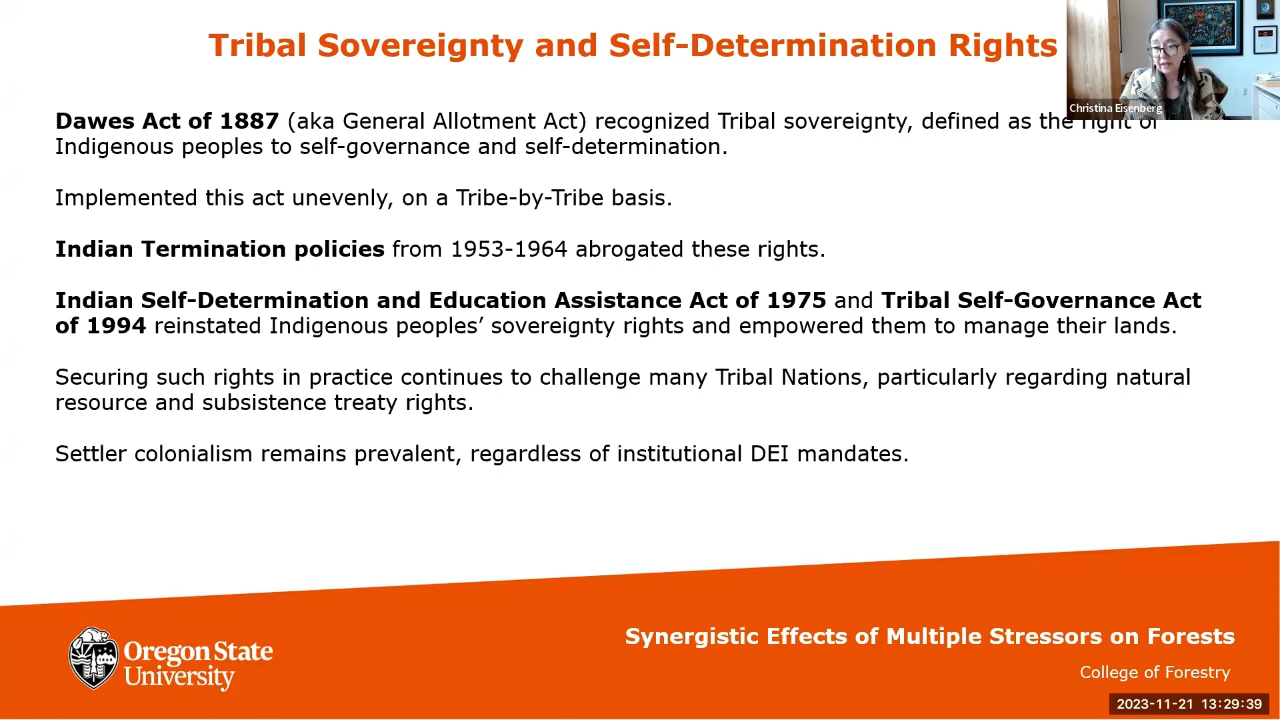 Tribal Sovereignty and Self-Determination Rights
Christina Eisenberg
Dawes Act of 1887 (aka General Allotment Act) recognized Tribal sovereignty, defined as the right of
Indigenous peoples to self-governance and self-determination.
Implemented this act unevenly, on a Tribe-by-Tribe basis.
Indian Termination policies from 1953-1964 abrogated these rights.
Indian Self-Determination and Education Assistance Act of 1975 and Tribal Self-Governance Act
of 1994 reinstated Indigenous peoples’ sovereignty rights and empowered them to manage their lands.
Securing such rights in practice continues to challenge many Tribal Nations, particularly regarding natural
resource and subsistence treaty rights.
Settler colonialism remains prevalent, regardless of institutional DEI mandates.
Oregon State
University
Synergistic Effects of Multiple Stressors on Forests
College of Forestry
2023-11-21 13:29:39